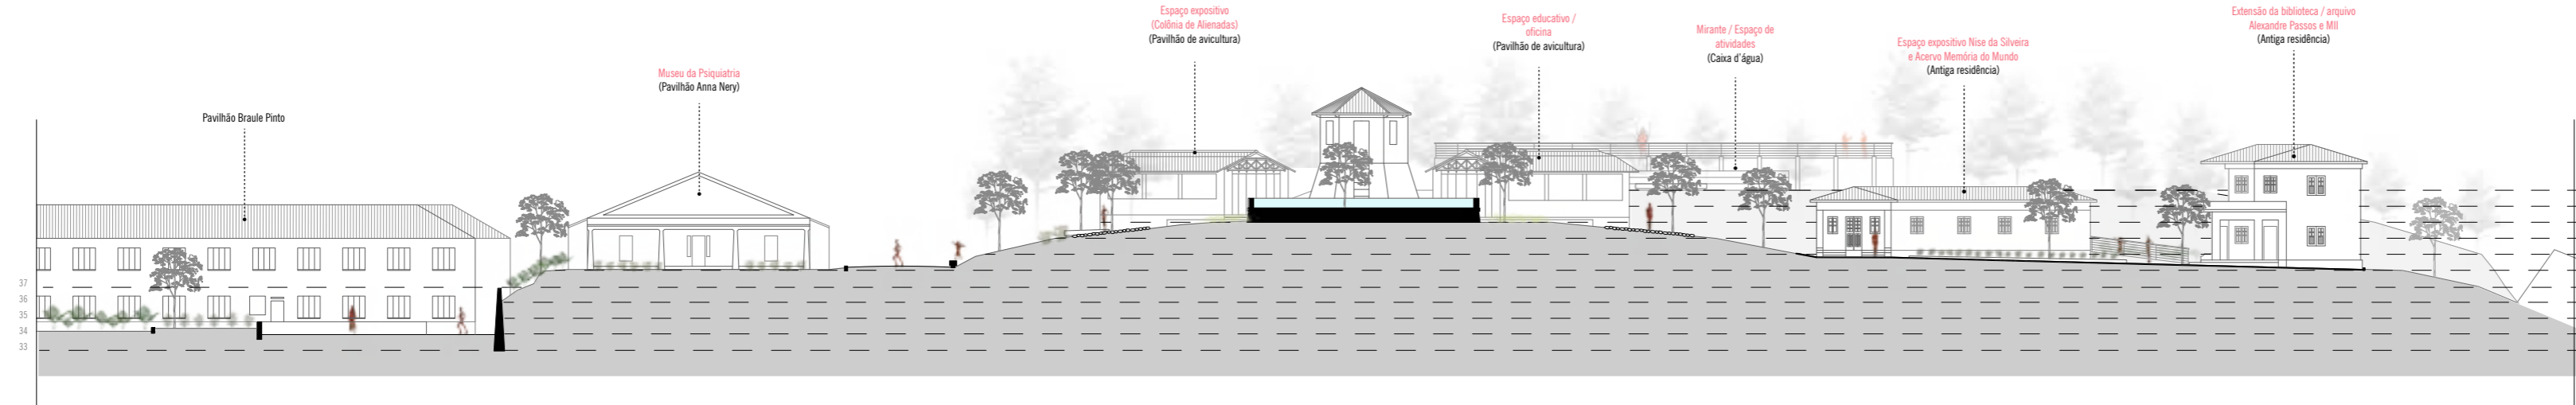 Pavilhão Braule Pinto
Museu da Psiquiatria
(Pavilhão Anna Nery)
Espaço expositivo
(Colônia de Alienadas)
(Pavilhão de avicultura)
Espaço educativo /
oficina
(Pavilhão de avicultura)
Mirante / Espaço de
atividades
(Caixa d'água)
Espaço expositivo Nise da Silveira
e Acervo Memória do Mundo
(Antiga residência)
Extensão da biblioteca / arquivo
Alexandre Passos e MII
(Antiga residência)
37
36
35
34
33